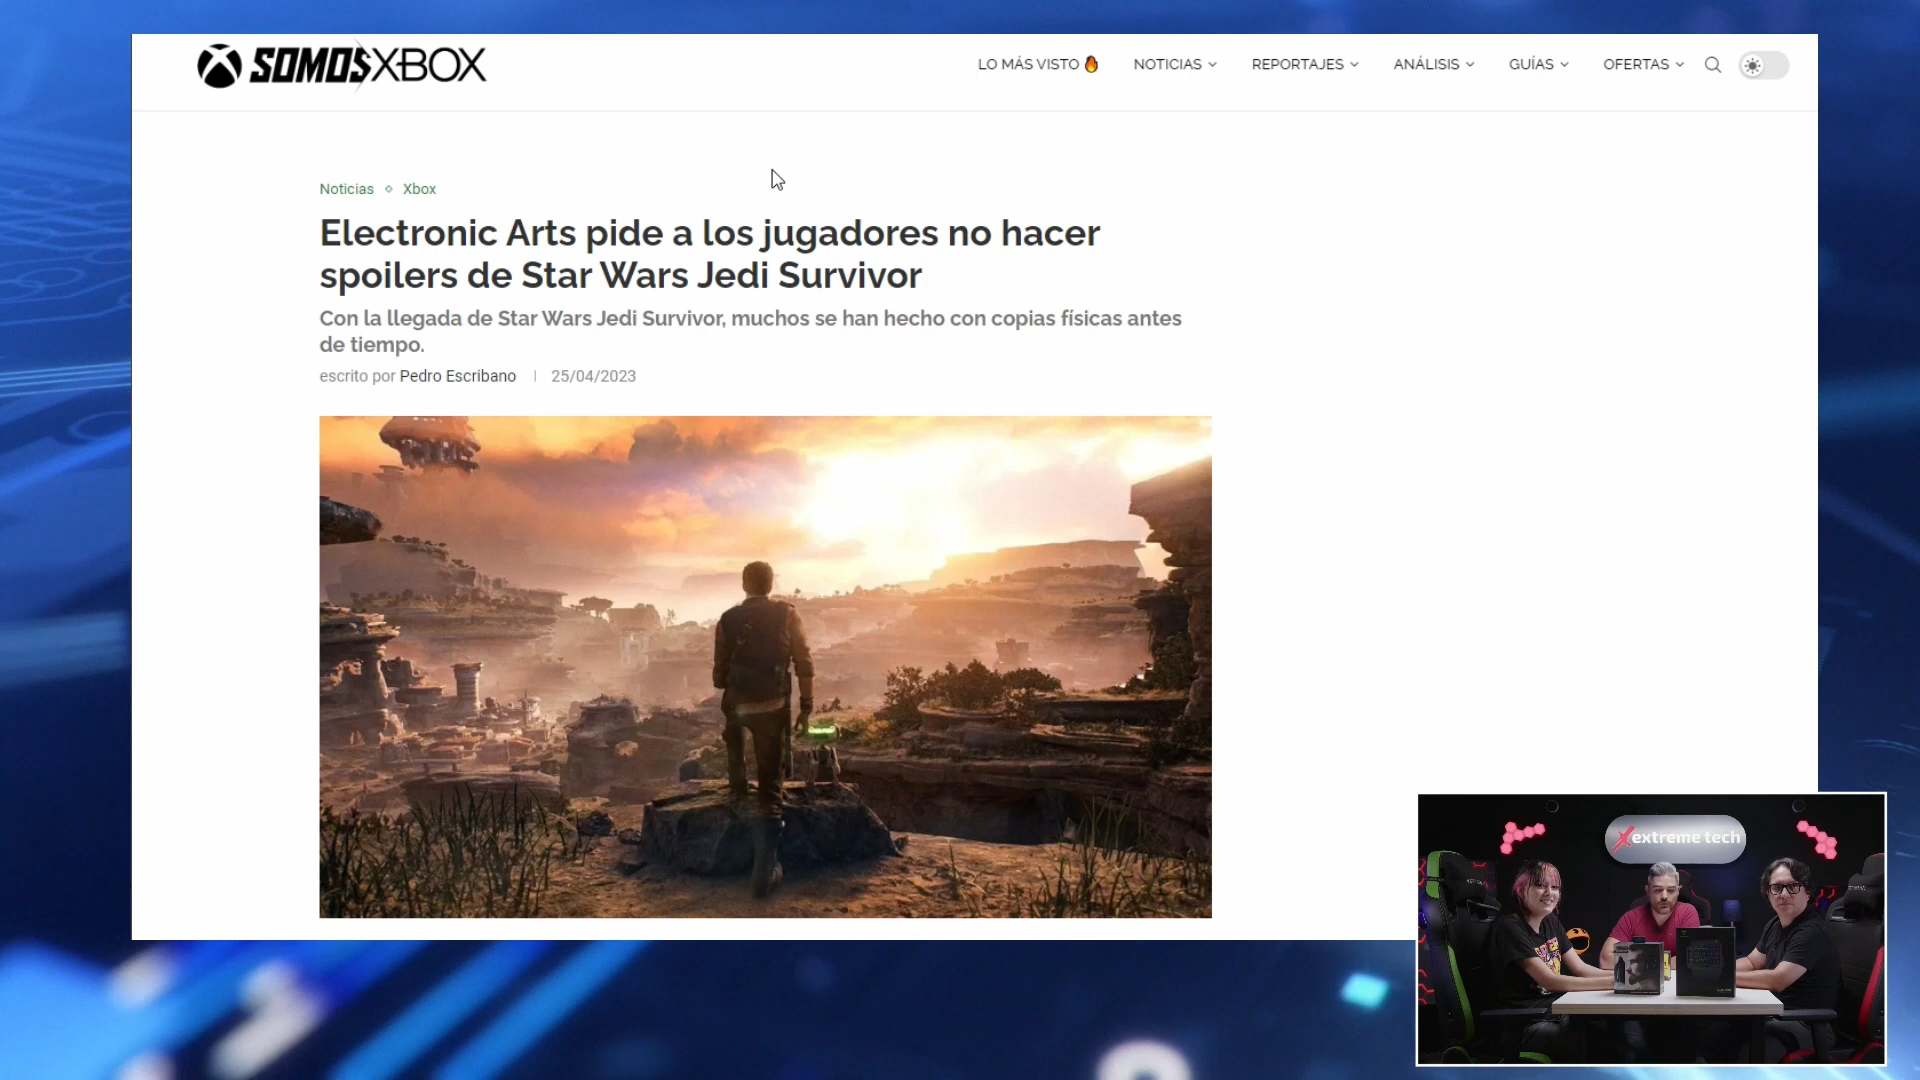 SOMOSXBOX
LO MÁS VISTO
NOTICIAS
REPORTAJES
ANÁLISIS
GUÍAS
OFERTAS
Noticias Xbox
Electronic Arts pide a los jugadores no hacer
spoilers de Star Wars Jedi Survivor
Con la llegada de Star Wars Jedi Survivor, muchos se han hecho con copias físicas antes
de tiempo.
escrito por Pedro Escribano | 25/04/2023
extreme tech